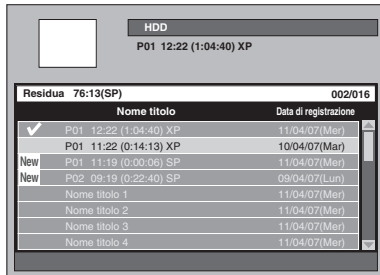 HDD
P01 12:22 (1:04:40) XP
Residua 76:13(SP) 002/016
Nome titolo Data di registrazione
P01 12:22 (1:04:40) XP 11/04/07(Mer)
P01 11:22 (0:14:13) XP 10/04/07(Mar)
New P01 11:19 (0:00:06) SP 11/04/07(Mer)
New P02 09:19 (0:22:40) SP 09/04/07(Lun)
Nome titolo 1 11/04/07(Mer)
Nome titolo 2 11/04/07(Mer)
Nome titolo 3 11/04/07(Mer)
Nome titolo 4 11/04/07(Mer)